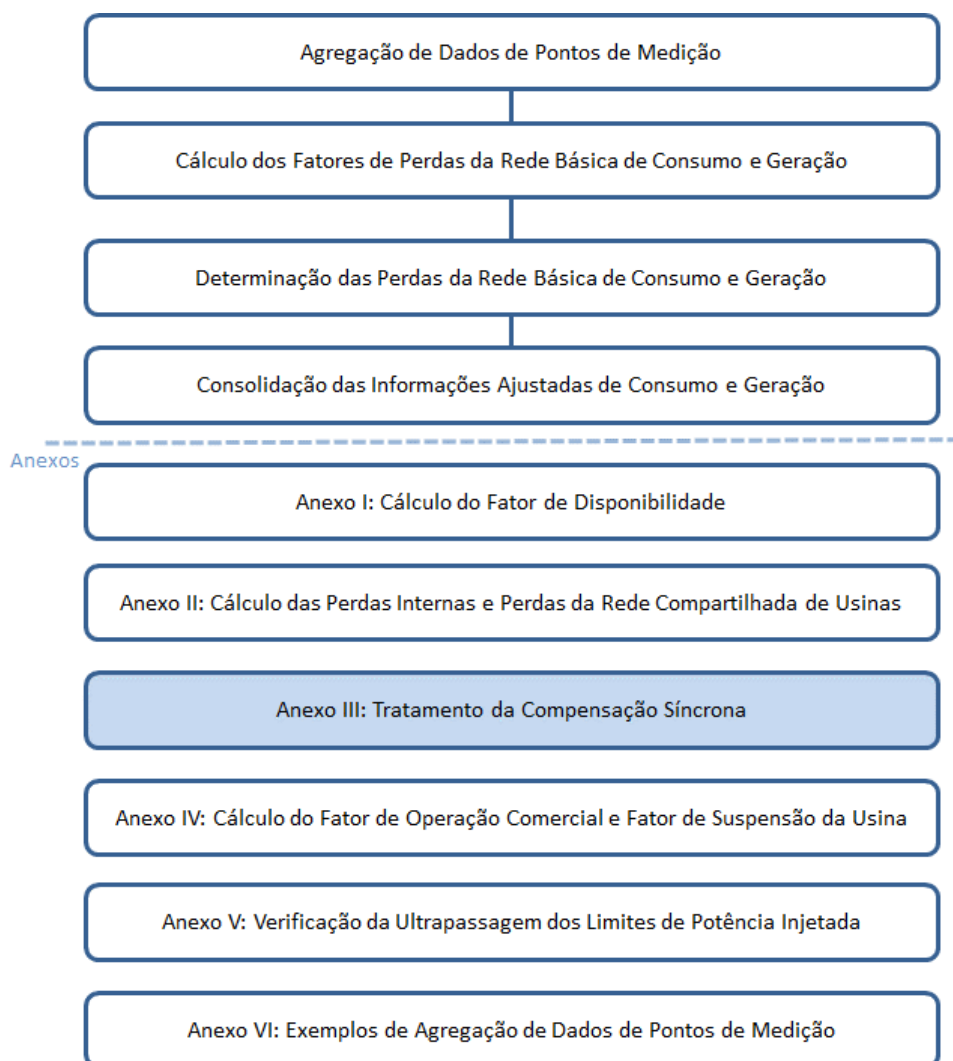 Agregação de Dados de Pontos de Medição
Cálculo dos Fatores de Perdas da Rede Básica de Consumo e Geração
Determinação das Perdas da Rede Básica de Consumo e Geração
Consolidação das Informações Ajustadas de Consumo e Geração
Anexos
Anexo I: Cálculo do Fator de Disponibilidade
Anexo II: Cálculo das Perdas Internas e Perdas da Rede Compartilhada de Usinas
Anexo III: Tratamento da Compensação Síncrona
Anexo IV: Cálculo do Fator de Operação Comercial e Fator de Suspensão da Usina
Anexo V: Verificação da Ultrapassagem dos Limites de Potência Injetada
Anexo VI: Exemplos de Agregação de Dados de Pontos de Medição